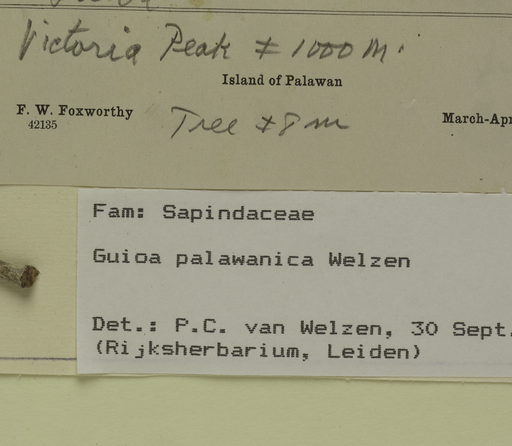 Victoria Peak ± 1000 m.
Island of Palawan
F. W. Foxworthy
42135
Tree ± 8 m
March-Apr
Fam: Sapindaceae
Guioa palawanica Welzen
Det.: P.C. van Welzen, 30 Sept.
(Rijksherbarium, Leiden)